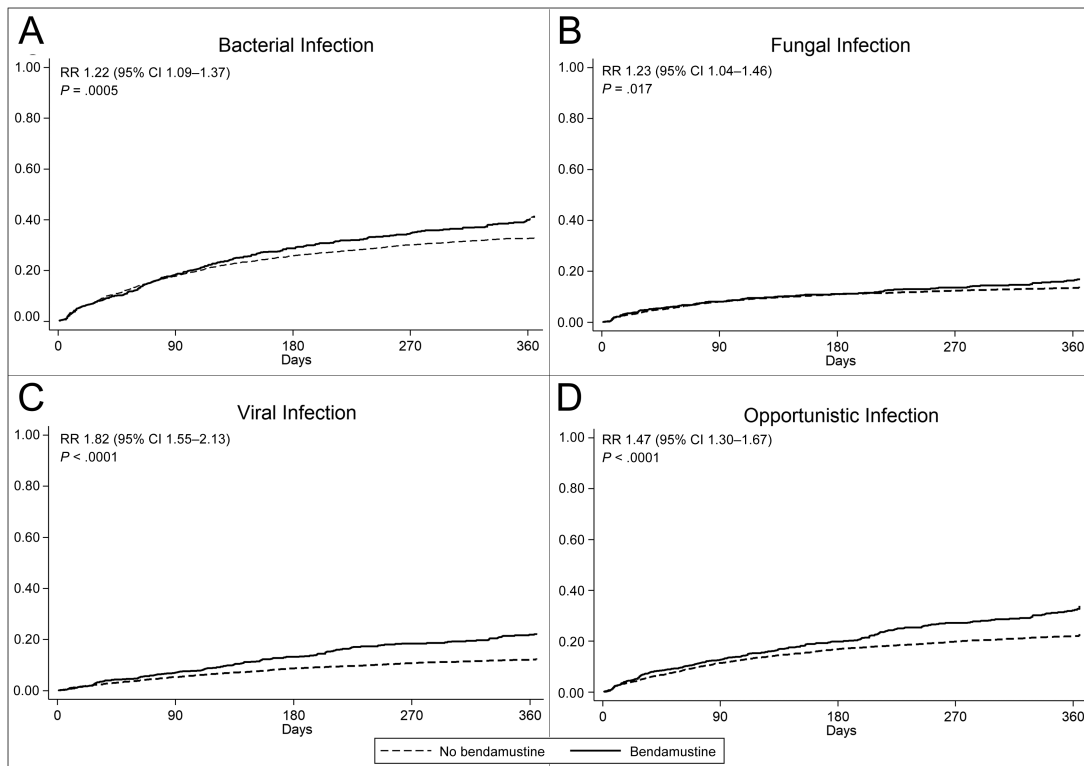 A
Bacterial Infection
RR 1.22 (95% CI 1.09–1.37)
P = .0005
1.00
0.80
0.60
0.40
0.20
0.00
0 90 180 270 360
Days
B
Fungal Infection
RR 1.23 (95% CI 1.04–1.46)
P = .017
1.00
0.80
0.60
0.40
0.20
0.00
0 90 180 270 360
Days
C
Viral Infection
RR 1.82 (95% CI 1.55–2.13)
P < .0001
1.00
0.80
0.60
0.40
0.20
0.00
0 90 180 270 360
Days
D
Opportunistic Infection
RR 1.47 (95% CI 1.30–1.67)
P < .0001
1.00
0.80
0.60
0.40
0.20
0.00
0 90 180 270 360
Days
No bendamustine Bendamustine